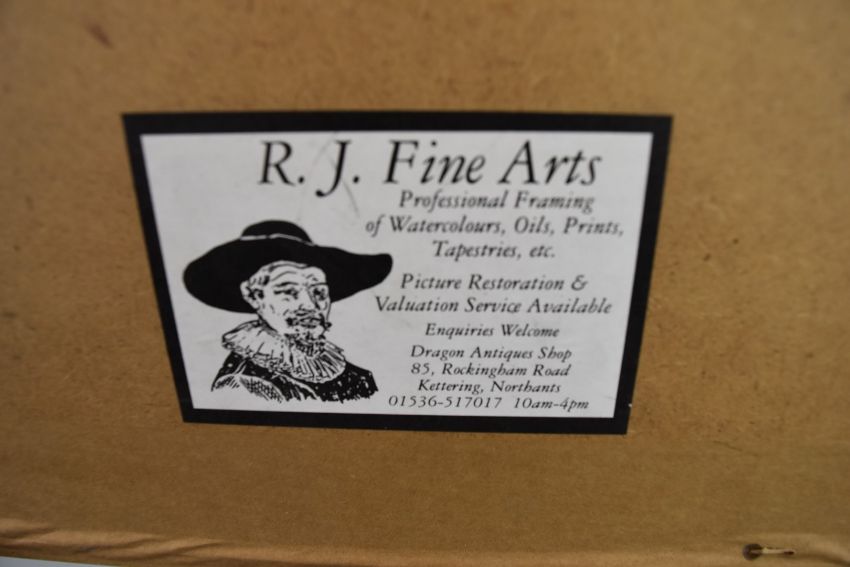 R. J. Fine Arts
Professional Framing
of Watercolours, Oils, Prints,
Tapestries, etc.
Picture Restoration &
Valuation Service Available
Enquiries Welcome
Dragon Antiques Shop
85, Rockingham Road
Kettering, Northants
01536-517017 10am-4pm